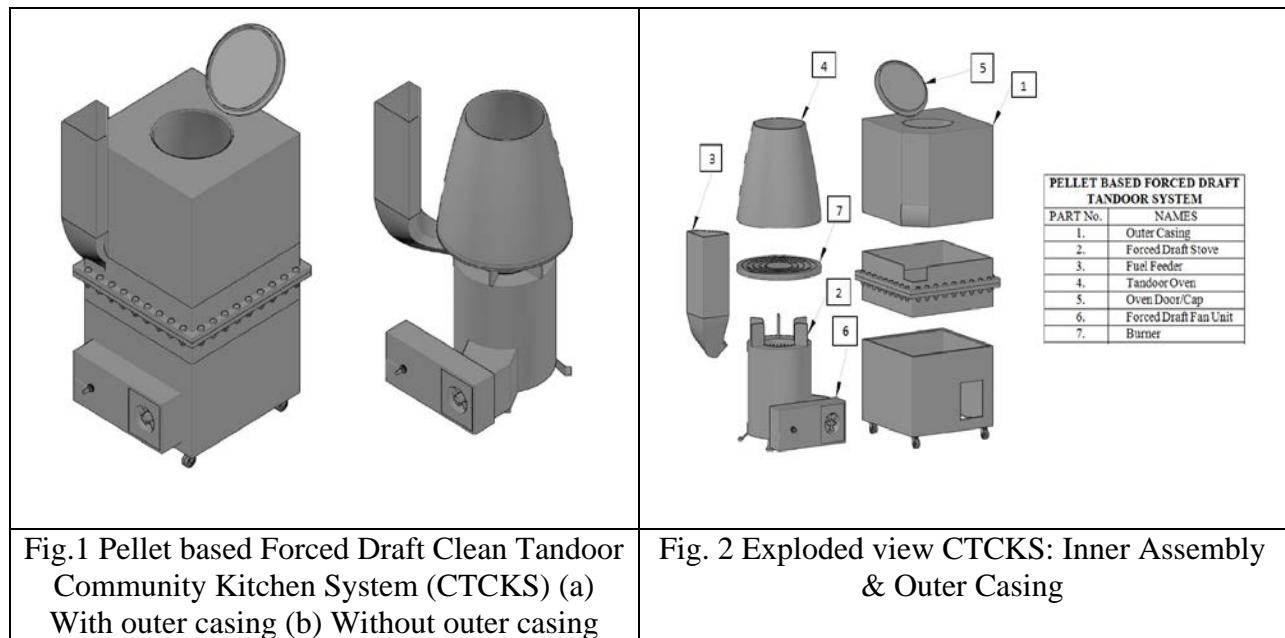 4
5
1
3
7
2
6
PELLET BASED FORCED DRAFT
TANDOOR SYSTEM
PART No. NAMES
1. Outer Casing
2. Forced Draft Stove
3. Fuel Feeder
4. Tandoor Oven
5. Oven Door/Cap
6. Forced Draft Fan Unit
7. Burner
Fig.1 Pellet based Forced Draft Clean Tandoor
Community Kitchen System (CTCKS) (a)
With outer casing (b) Without outer casing
Fig. 2 Exploded view CTCKS: Inner Assembly
& Outer Casing